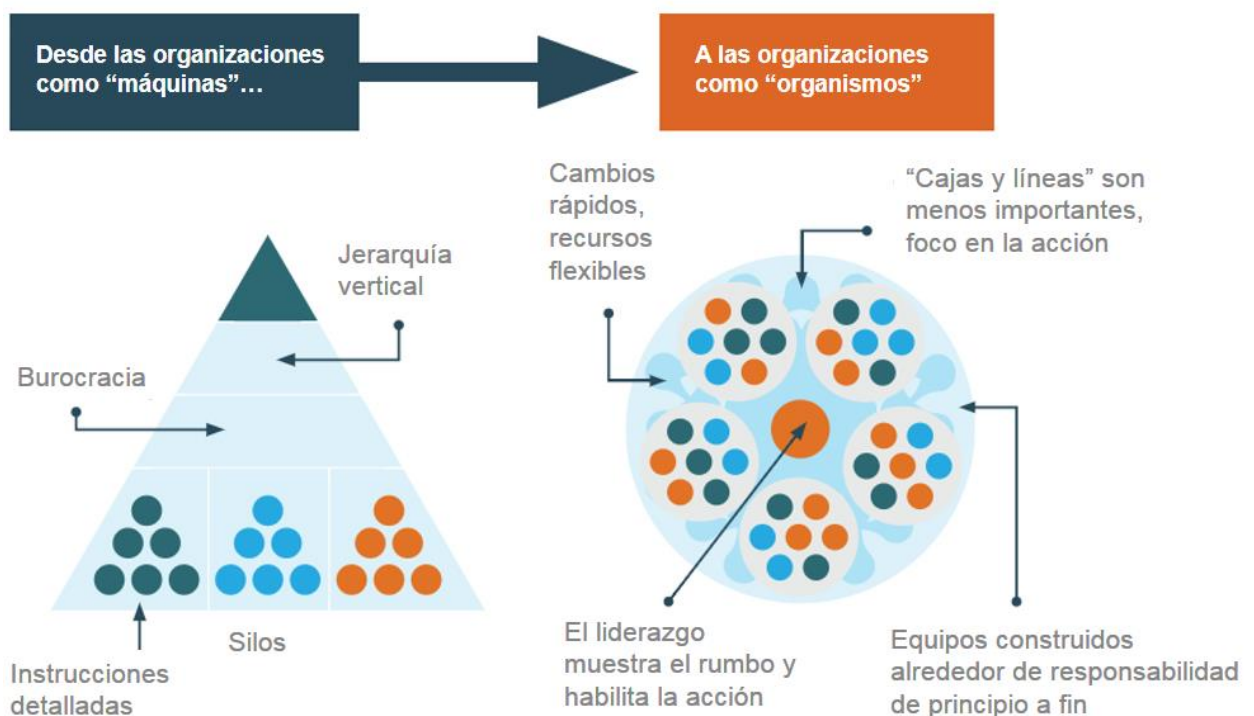 Desde las organizaciones
como “máquinas”…
A las organizaciones
como “organismos”
Jerarquía
vertical
Burocracia
Silos
Instrucciones
detalladas
Cambios
rápidos,
recursos
flexibles
“Cajas y líneas” son
menos importantes,
foco en la acción
El liderazgo
muestra el rumbo y
habilita la acción
Equipos construidos
alrededor de responsabilidad
de principio a fin